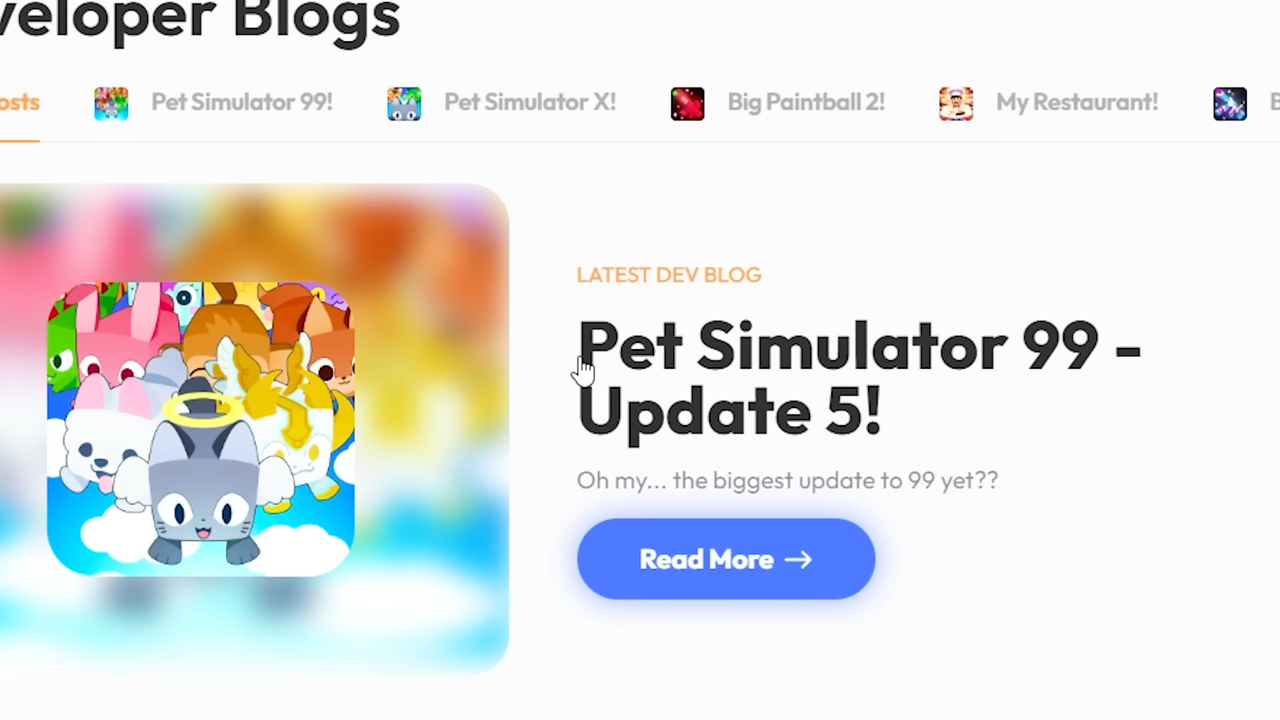 veloper Blogs
osts Pet Simulator 99! Pet Simulator X! Big Paintball 2! My Restaurant! B
LATEST DEV BLOG
Pet Simulator 99 -
Update 5!
Oh my... the biggest update to 99 yet??
Read More →